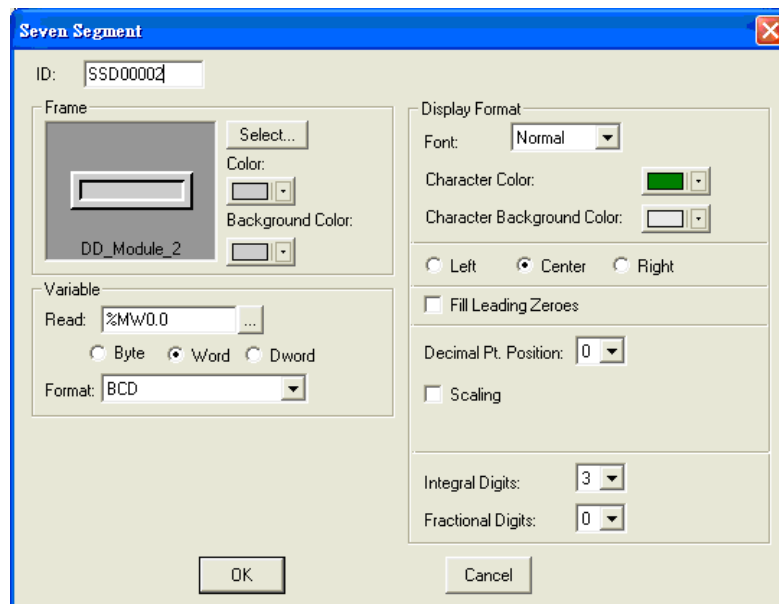 Seven Segment
ID: SSD00002
Frame
Select...
Color:
Background Color:
DD_Module_2
Variable
Read: %MW0.0 ...
Byte Word Dword
Format: BCD
Display Format
Font: Normal
Character Color:
Character Background Color:
Left Center Right
Fill Leading Zeroes
Decimal Pt. Position: 0
Scaling
Integral Digits: 3
Fractional Digits: 0
OK Cancel